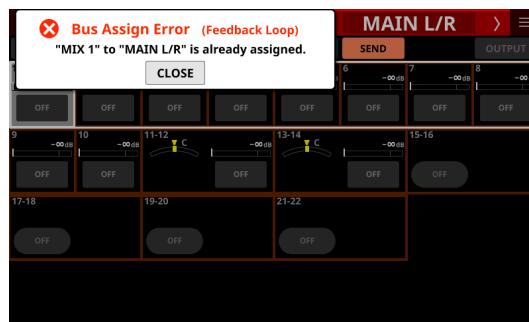 Bus Assign Error (Feedback Loop)
"MIX 1" to "MAIN L/R" is already assigned.
CLOSE
MAIN L/R
SEND
OUTPUT
6 -∞dB 7 -∞dB 8 -∞
OFF OFF OFF OFF OFF OFF OFF OFF
9 -∞dB 10 -∞dB 11-12 C -∞dB 13-14 C -∞dB 15-16
OFF OFF OFF OFF OFF
17-18 19-20 21-22
OFF OFF OFF